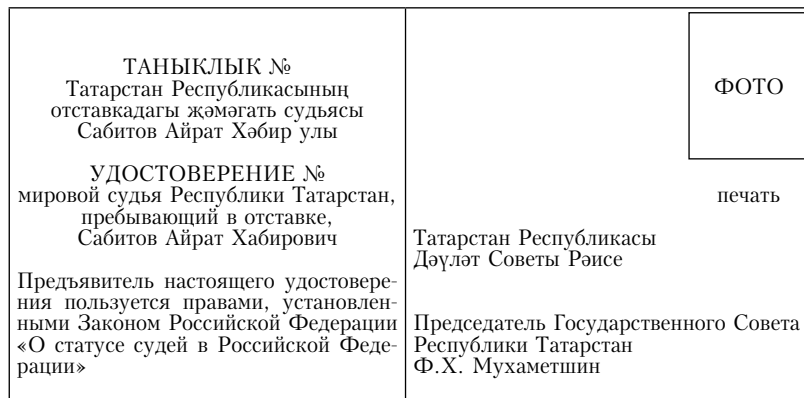 ТАНЫКЛЫК №
Татарстан Республикасының
отставкадагы җәмәгать судьясы
Сабитов Айрат Хәбир улы
УДОСТОВЕРЕНИЕ №
мировой судья Республики Татарстан,
пребывающий в отставке,
Сабитов Айрат Хабирович
Предъявитель настоящего удостовере-
ния пользуется правами, установлен-
ными Законом Российской Федерации
«О статусе судей в Российской Феде-
рации»
ФОТО
печать
Татарстан Республикасы
Дәүләт Советы Рәисе
Председатель Государственного Совета
Республики Татарстан
Ф.Х. Мухаметшин